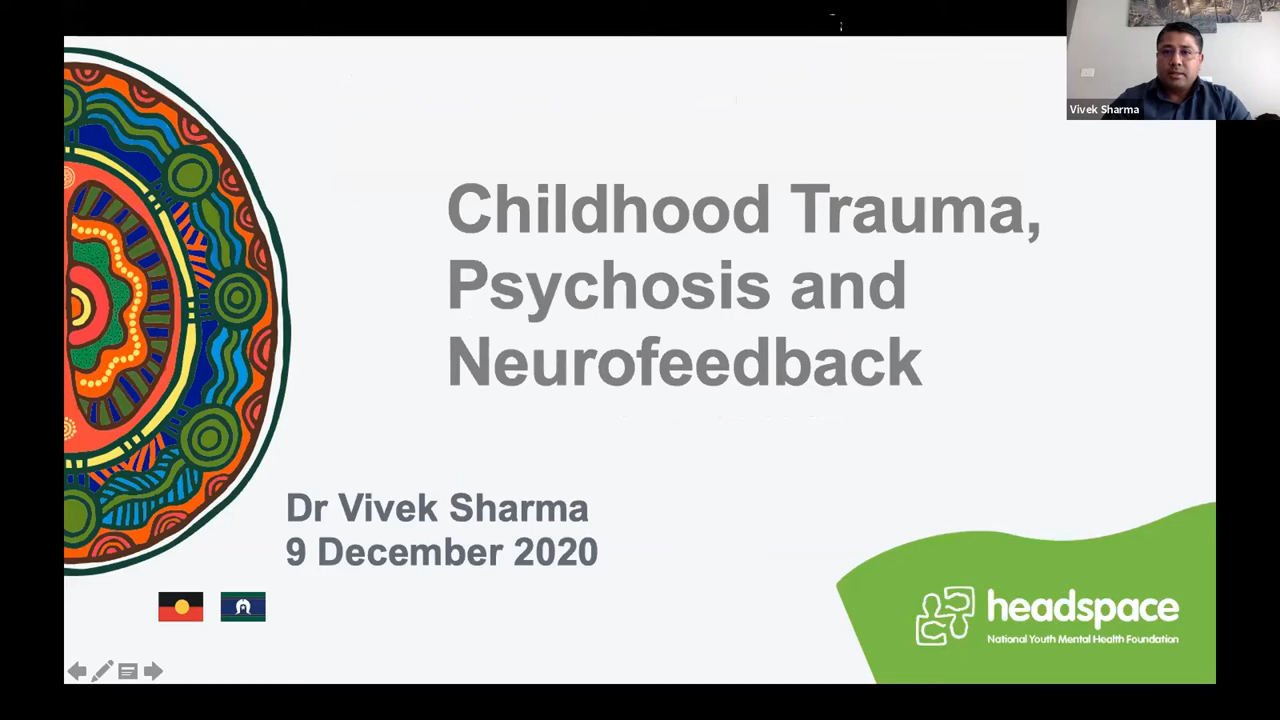 Vivek Sharma
Childhood Trauma,
Psychosis and
Neurofeedback
Dr Vivek Sharma
9 December 2020
headspace
National Youth Mental Health Foundation